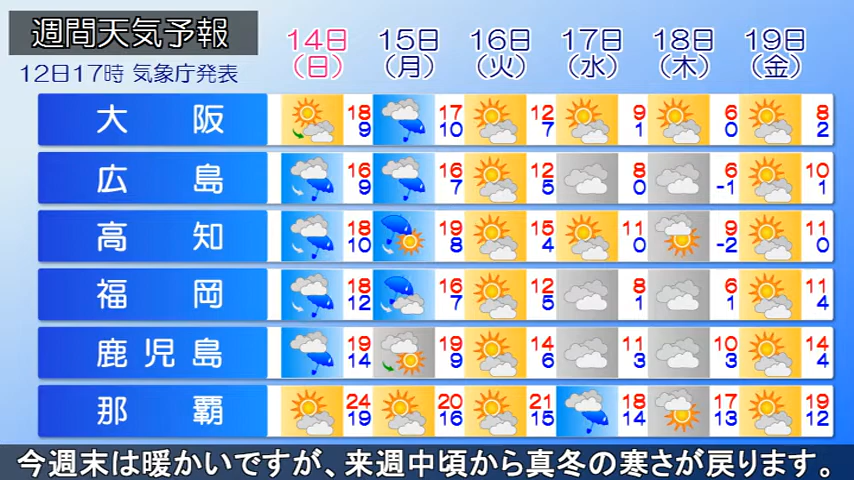 週間天気予報
12日17時 気象庁発表
14日 15日 16日 17日 18日 19日
(日) (月) (火) (水) (木) (金)
大阪 18 9 17 10 12 7 9 1 6 0 8 2
広島 16 9 16 7 12 5 8 0 6 -1 10 1
高知 18 10 19 8 15 4 11 0 9 -2 11 0
福岡 18 12 16 7 12 5 8 1 6 1 11 4
鹿児島 19 14 19 9 14 6 11 3 10 3 14 4
那覇 24 19 20 16 21 15 18 14 17 13 19 12
今週末は暖かいですが、来週中頃から真冬の寒さが戻ります。